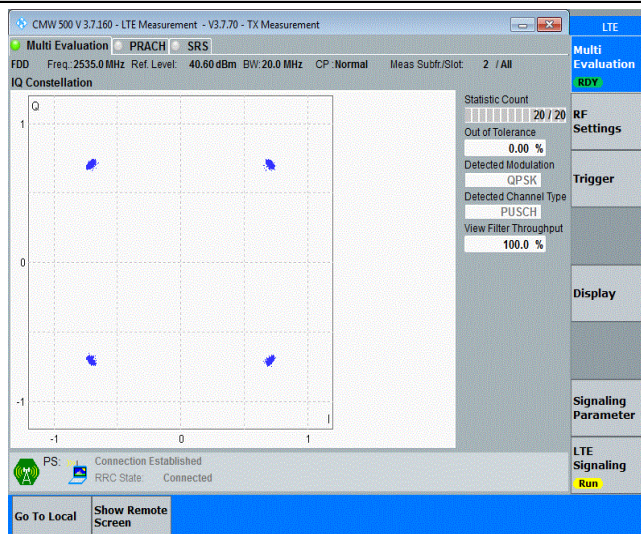 CMW 500 V 3.7.160 - LTE Measurement - V3.7.70 - TX Measurement
LTE
Multi Evaluation PRACH SRS
FDD Freq.:2535.0 MHz Ref. Level: 40.60 dBm BW:20.0 MHz CP :Normal Meas Subfr./Slot: 2 / All
IQ Constellation
Q
1
0
-1
-1 0 1
I
Statistic Count
20 / 20
Out of Tolerance
0.00 %
Detected Modulation
QPSK
Detected Channel Type
PUSCH
View Filter Throughput
100.0 %
Multi
Evaluation
RDY
RF
Settings
Trigger
Display
Signaling
Parameter
LTE
Signaling
Run
PS: Connection Established
RRC State: Connected
Go To Local
Show Remote
Screen